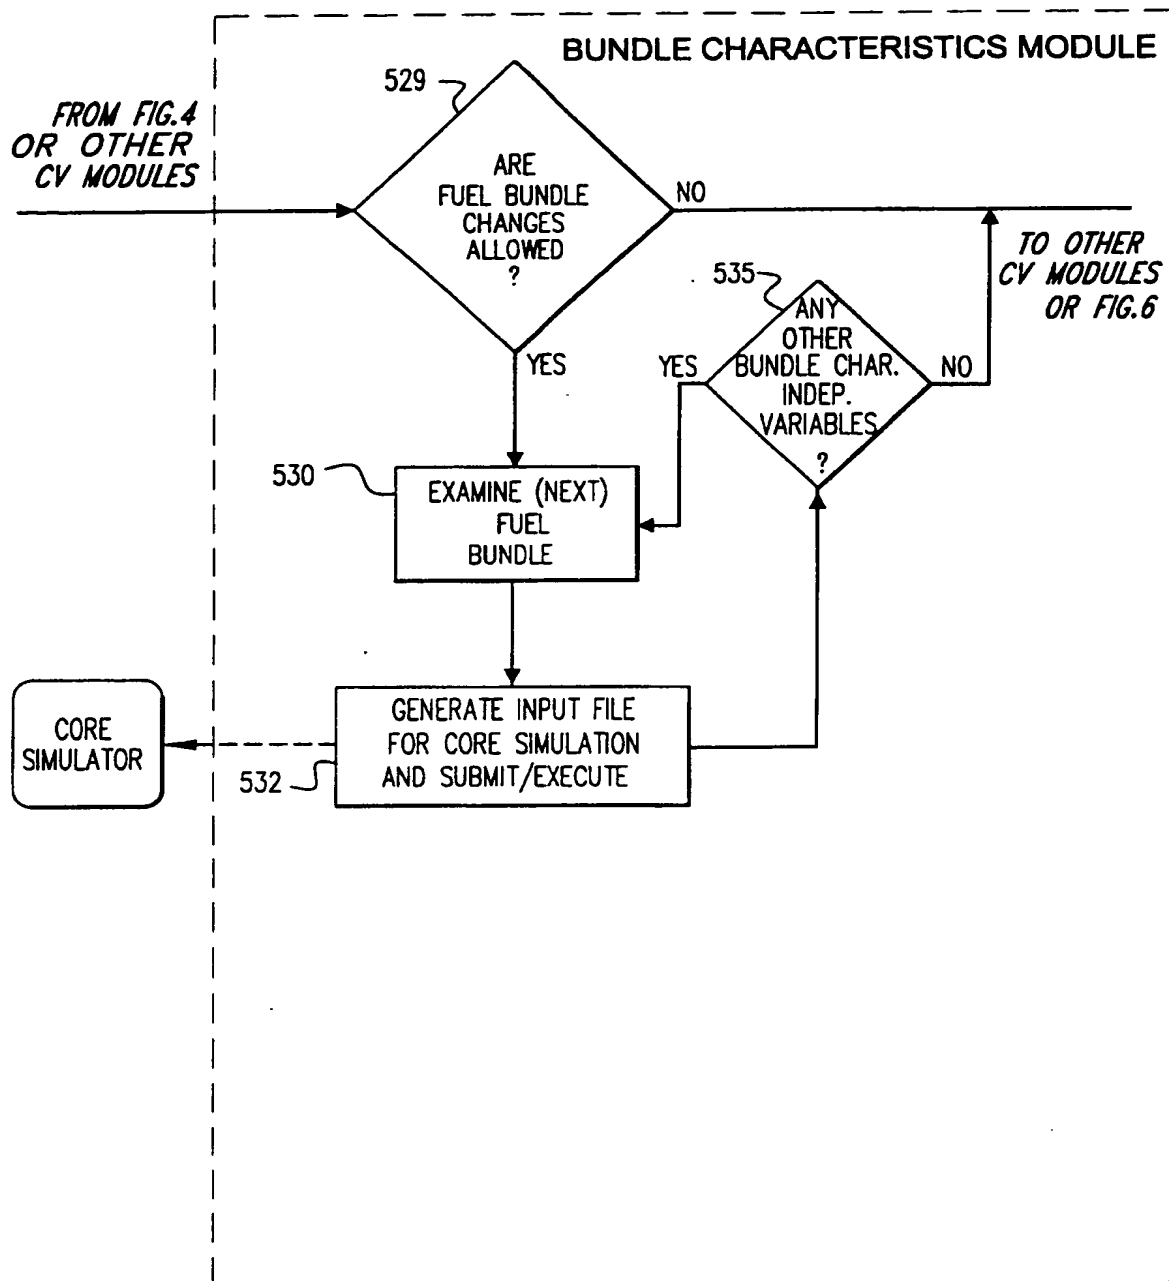 BUNDLE CHARACTERISTICS MODULE
529
FROM FIG.4
OR OTHER
CV MODULES
ARE
FUEL BUNDLE
CHANGES
ALLOWED
?
NO
TO OTHER
CV MODULES
OR FIG.6
535
ANY
OTHER
BUNDLE CHAR.
INDEP.
VARIABLES
?
YES
NO
YES
530
EXAMINE (NEXT)
FUEL
BUNDLE
CORE
SIMULATOR
GENERATE INPUT FILE
FOR CORE SIMULATION
AND SUBMIT/EXECUTE
532